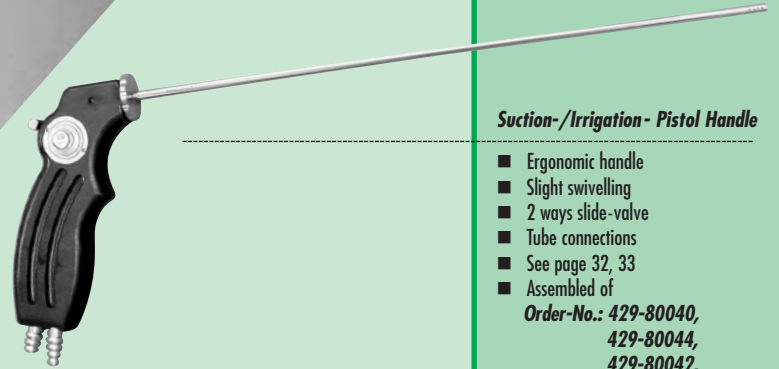 Suction-/Irrigation- Pistol Handle
■ Ergonomic handle
■ Slight swivelling
■ 2 ways slide-valve
■ Tube connections
■ See page 32, 33
■ Assembled of
Order-No.: 429-80040,
429-80044,
429-80042,